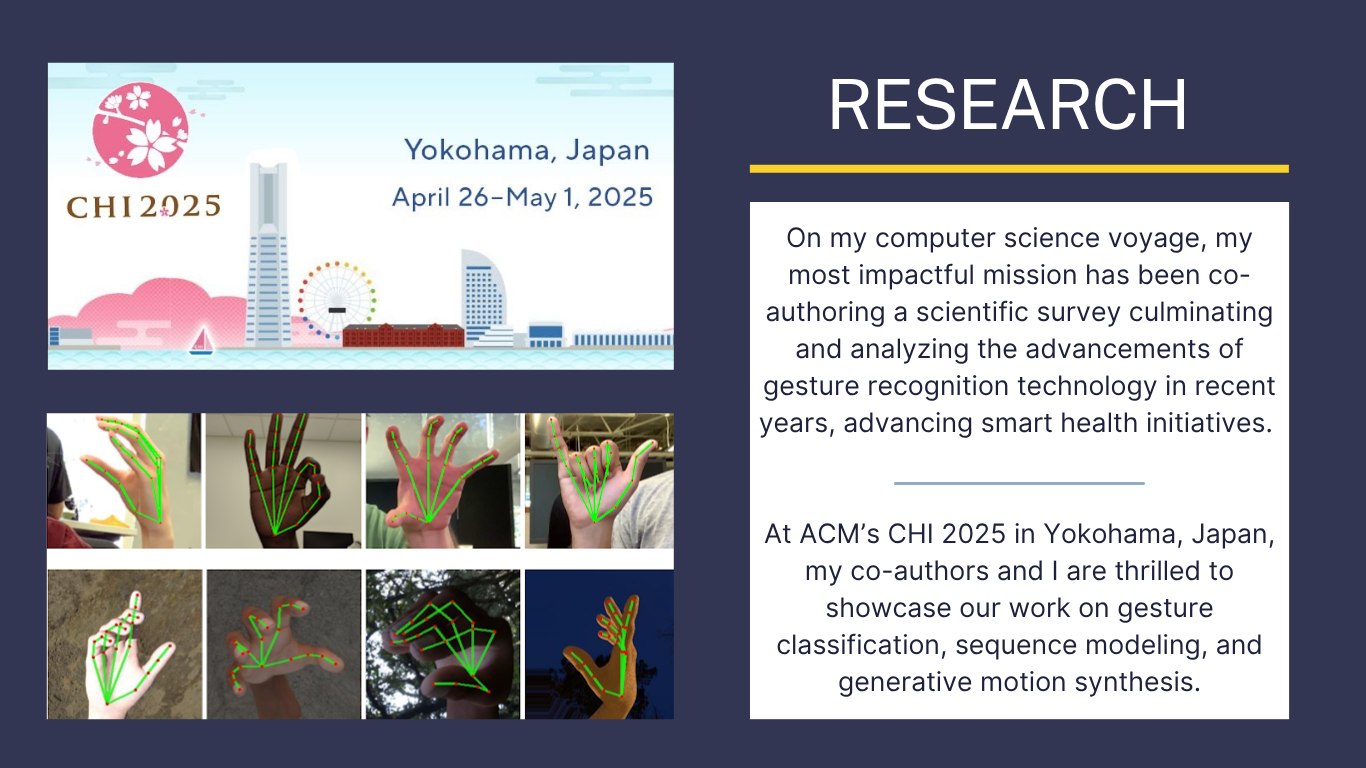 CHI 2025
Yokohama, Japan
April 26–May 1, 2025
RESEARCH
On my computer science voyage, my
most impactful mission has been co-
authoring a scientific survey culminating
and analyzing the advancements of
gesture recognition technology in recent
years, advancing smart health initiatives.
At ACM’s CHI 2025 in Yokohama, Japan,
my co-authors and I are thrilled to
showcase our work on gesture
classification, sequence modeling, and
generative motion synthesis.